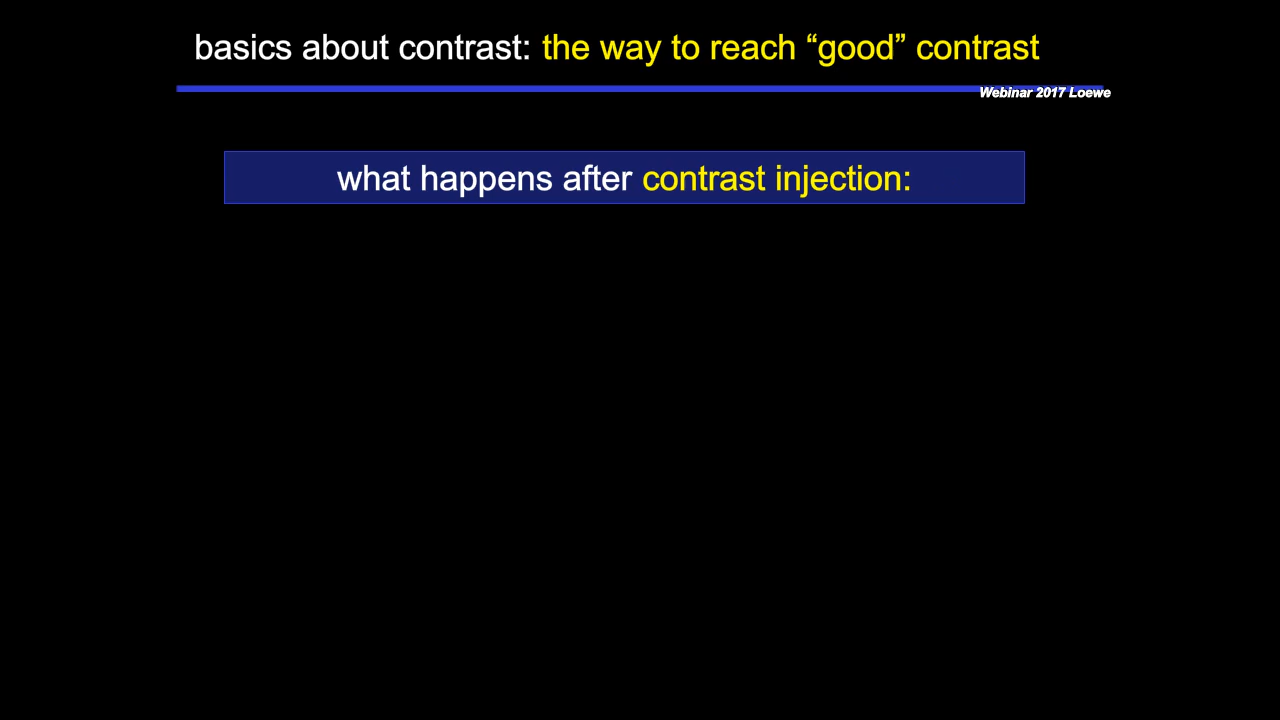 basics about contrast: the way to reach “good” contrast
Webinar 2017 Loewe
what happens after contrast injection: